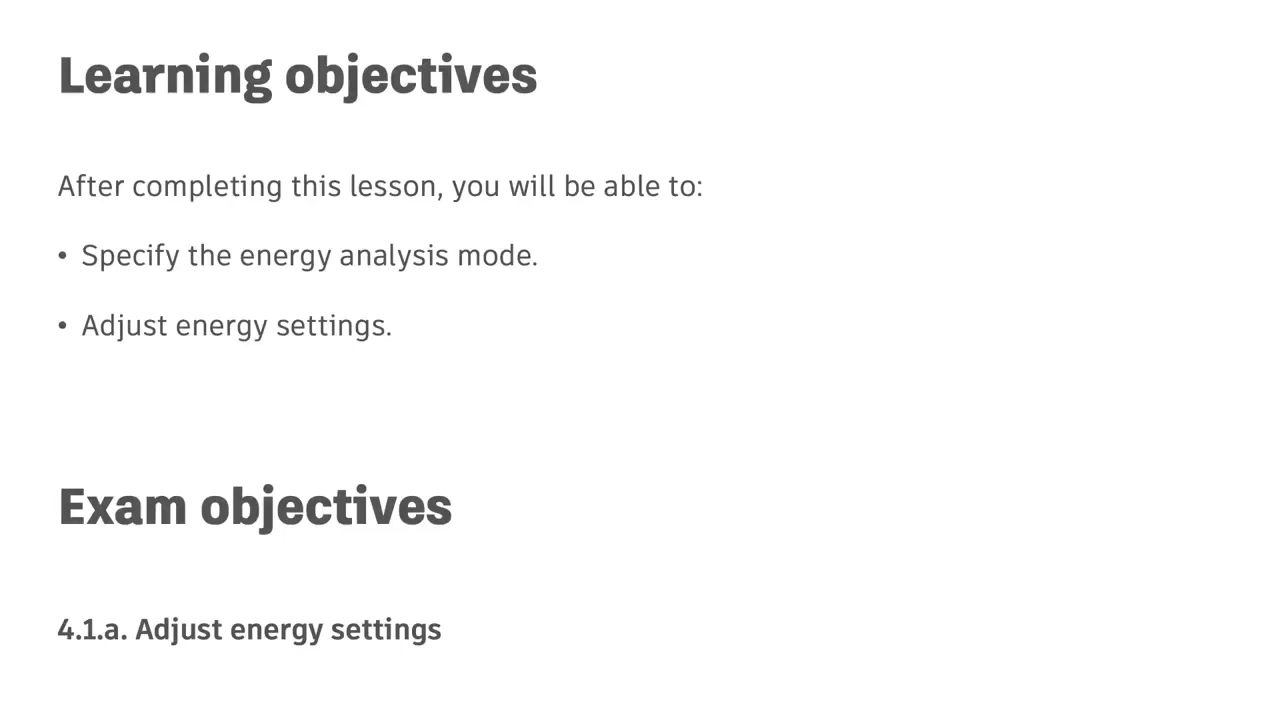 Learning objectives
After completing this lesson, you will be able to:
• Specify the energy analysis mode.
• Adjust energy settings.
Exam objectives
4.1.a. Adjust energy settings